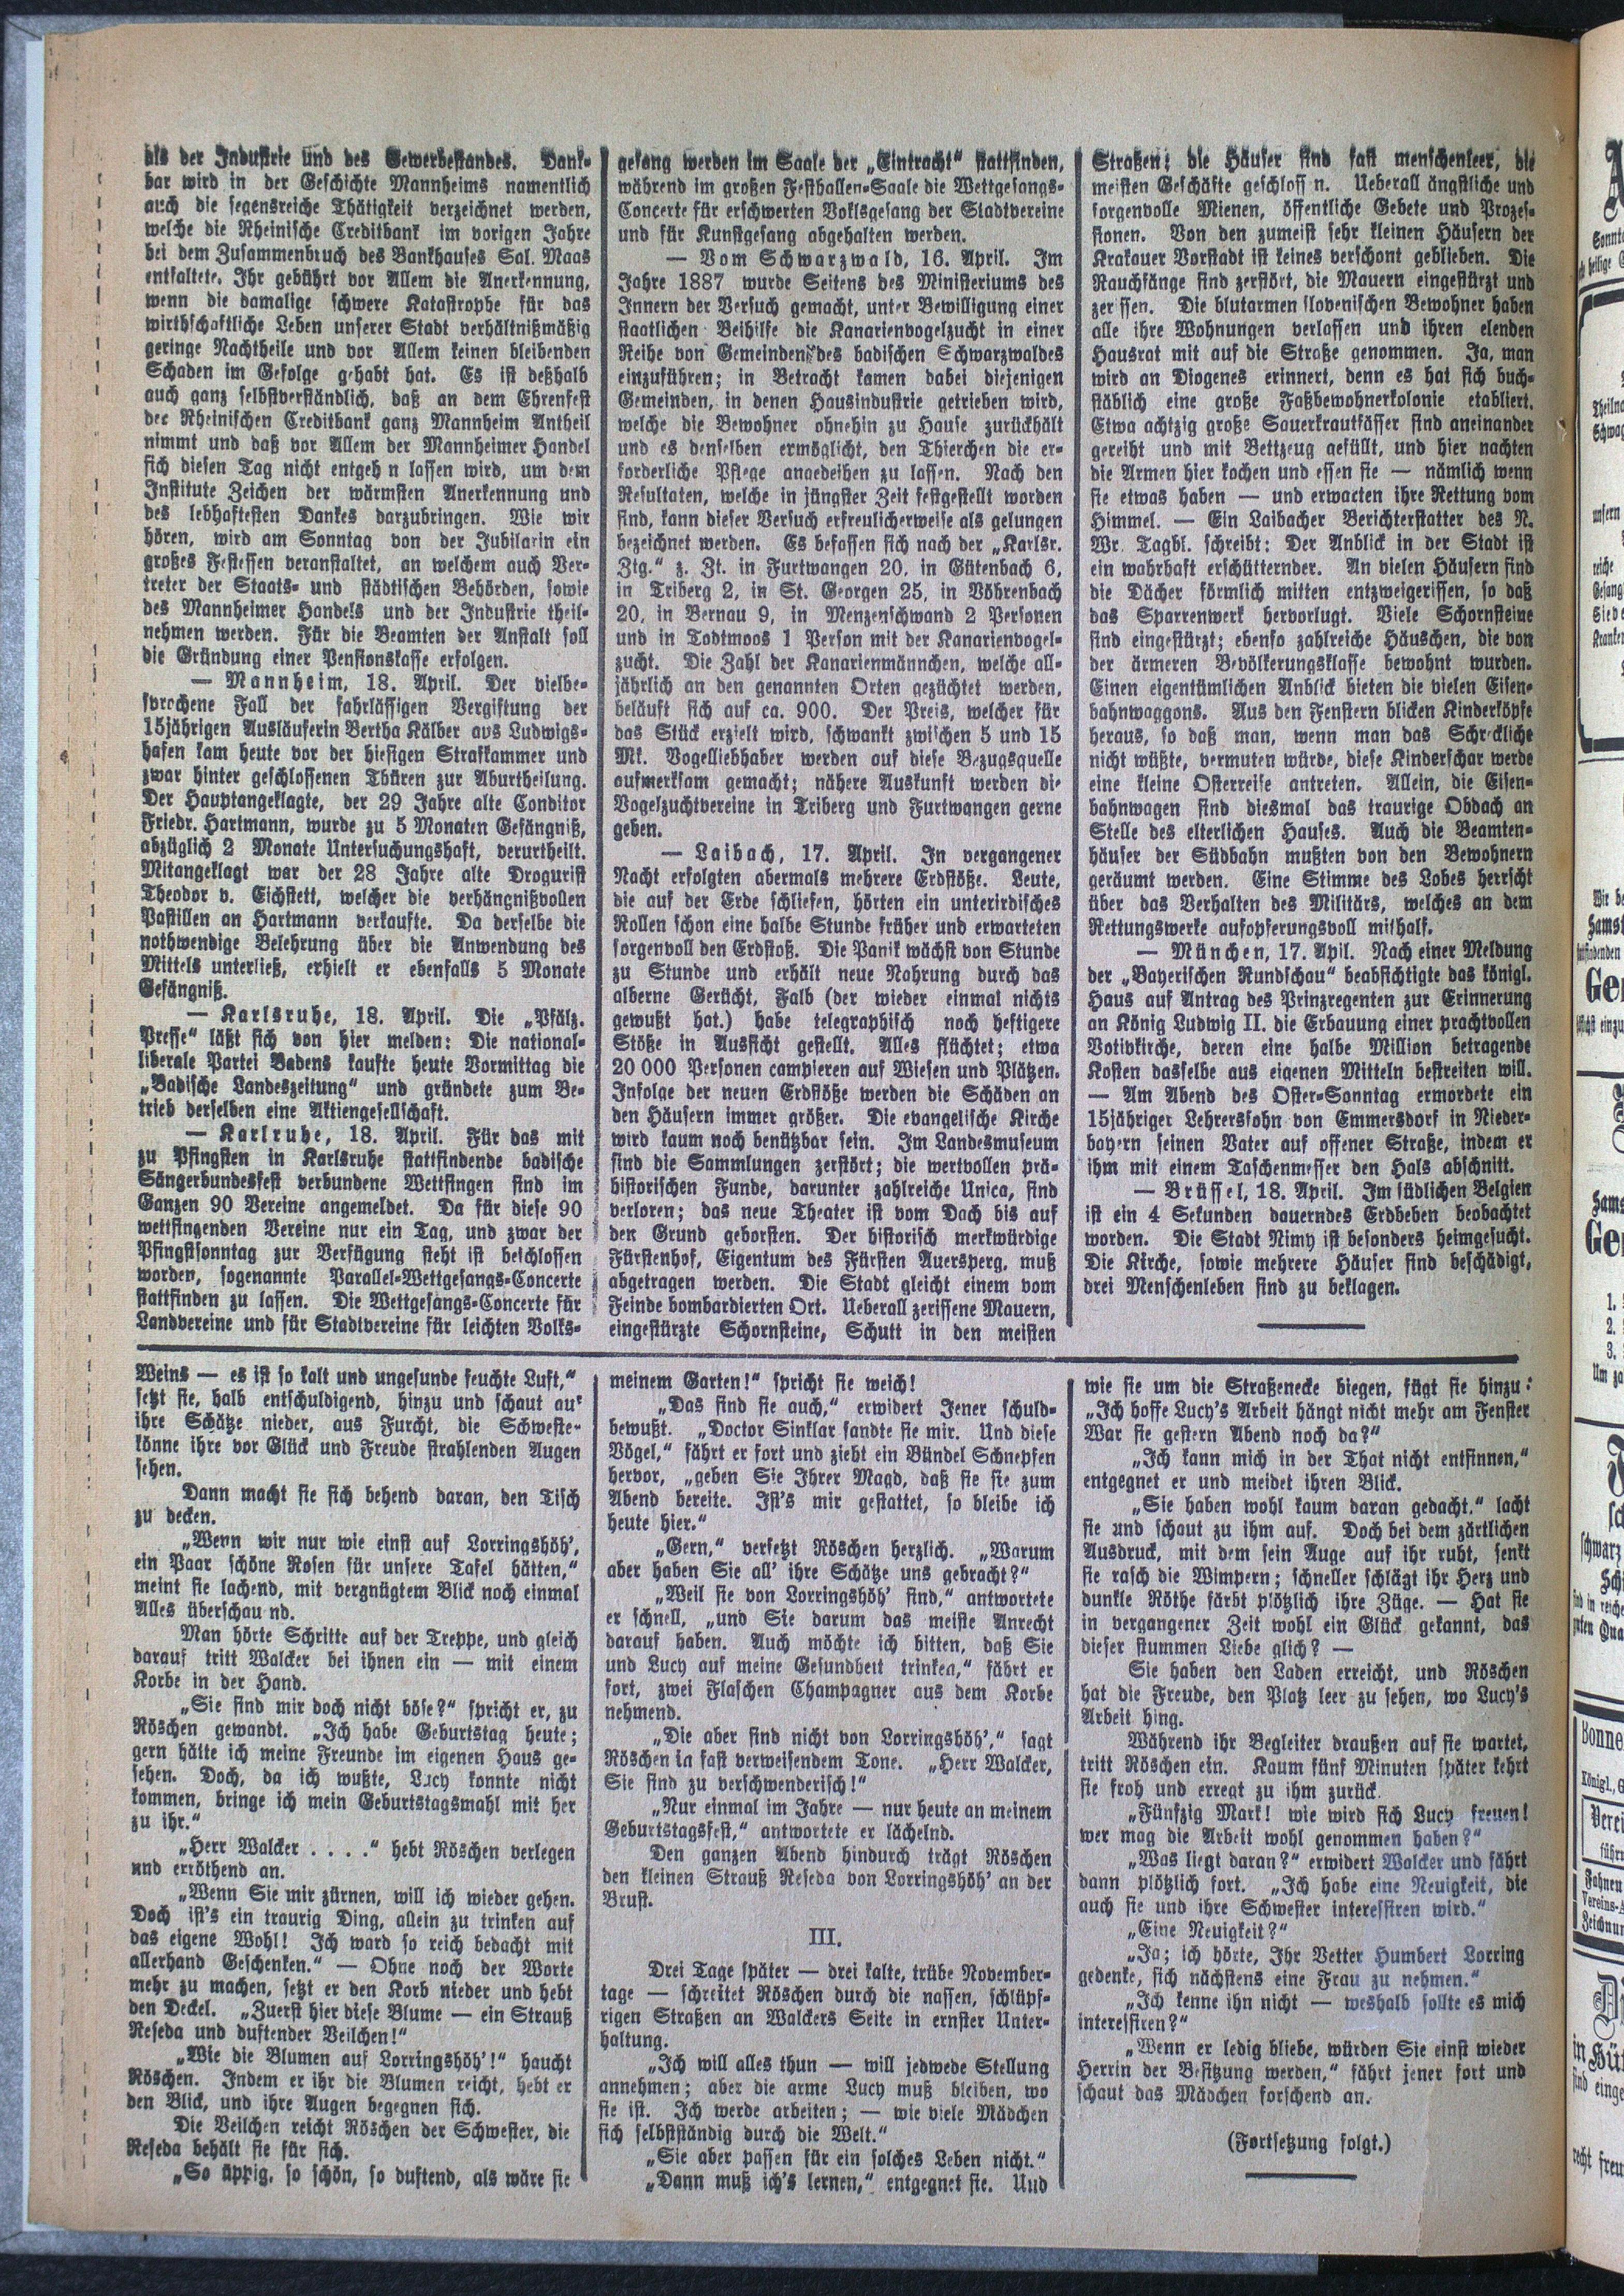 als der Industrie und des Gewerbestandes. Dank-
bar wird in der Geschichte Mannheims namentlich
auch die segensreiche Thätigkeit verzeichnet werden,
welche die Rheinische Creditbank im vorigen Jahre
bei dem Zusammenbruch des Bankhauses Sal. Maas
entfaltete. Ihr gebührt vor Allem die Anerkennung,
wenn die damalige schwere Katastrophe für das
wirthschaftliche Leben unserer Stadt verhältnißmäßig
geringe Nachtheile und vor Allem keinen bleibenden
Schaden im Gefolge gehabt hat. Es ist deßhalb
auch ganz selbstverständlich, daß an dem Ehrenfest
der Rheinischen Creditbank ganz Mannheim Antheil
nimmt und daß vor Allem der Mannheimer Handel
sich diesen Tag nicht entgeh n lassen wird, um dem
Institute Zeichen der wärmsten Anerkennung und
des lebhaftesten Dankes darzubringen. Wie wir
hören, wird am Sonntag von der Jubilarin ein
großes Festessen veranstaltet, an welchem auch Ver-
treter der Staats- und städtischen Behörden, sowie
des Mannheimer Handels und der Industrie theil-
nehmen werden. Für die Beamten der Anstalt soll
die Gründung einer Pensionskasse erfolgen.
— Mannheim, 18. April. Der vielbe-
sprochene Fall der fahrlässigen Vergiftung der
15jährigen Ausläuferin Bertha Kälber aus Ludwigs-
hafen kam heute vor der hiesigen Strafkammer und
zwar hinter geschlossenen Thüren zur Aburtheilung.
Der Hauptangeklagte, der 29 Jahre alte Conditor
Friedr. Hartmann, wurde zu 5 Monaten Gefängniß,
abzüglich 2 Monate Untersuchungshaft, verurtheilt.
Mitangeklagt war der 28 Jahre alte Drogurist
Theodor v. Eichstett, welcher die verhängnißvollen
Pastillen an Hartmann verkaufte. Da derselbe die
nothwendige Belehrung über die Anwendung des
Mittels unterließ, erhielt er ebenfalls 5 Monate
Gefängniß.
— Karlsruhe, 18. April. Die „Pfälz.
Presse“ läßt sich von hier melden: Die national-
liberale Partei Badens kaufte heute Vormittag die
„Badische Landeszeitung“ und gründete zum Be-
trieb derselben eine Aktiengesellschaft.
— Karlruhe, 18. April. Für das mit
zu Pfingsten in Karlsruhe stattfindende badische
Sängerbundesfest verbundene Wettsingen sind im
Ganzen 90 Vereine angemeldet. Da für diese 90
wettsingenden Vereine nur ein Tag, und zwar der
Pfingstsonntag zur Verfügung steht ist beschlossen
worden, sogenannte Parallel-Wettgesangs-Concerte
stattfinden zu lassen. Die Wettgesangs-Concerte für
Landvereine und für Stadtvereine für leichten Volks-
gesang werden im Saale der „Eintracht“ stattfinden,
während im großen Festhallen-Saale die Wettgesangs-
Concerte für erschwerten Voklsgesang der Stadtvereine
und für Kunstgesang abgehalten werden.
— Vom Schwarzwald, 16. April. Im
Jahre 1887 wurde Seitens des Ministeriums des
Innern der Versuch gemacht, unter Bewilligung einer
staatlichen Beihilfe die Kanarienvogelzucht in einer
Reihe von Gemeinden des badischen Schwarzwaldes
einzuführen; in Betracht kamen dabei diejenigen
Gemeinden, in denen Hausindustrie getrieben wird,
welche die Bewohner ohnehin zu Hause zurückhält
und es denselben ermöglicht, den Thierchen die er-
forderliche Pflege angedeihen zu lassen. Nach den
Resultaten, welche in jüngster Zeit festgestellt worden
sind, kann dieser Versuch erfreulicherweise als gelungen
bezeichnet werden. Es befassen sich nach der „Karlsr.
Ztg.“ z. Zt. in Furtwangen 20, in Gütenbach 6,
in Triberg 2, in St. Georgen 25, in Vöhrenbach
20, in Bernau 9, in Menzenschwand 2 Personen
und in Todtmoos 1 Person mit der Kanarienvogel-
zucht. Die Zahl der Kanarienmännchen, welche all-
jährlich an den genannten Orten gezüchtet werden,
beläuft sich auf ca. 900. Der Preis, welcher für
das Stück erzielt wird, schwankt zwischen 5 und 15
Mk. Vogelliebhaber werden auf diese Bezugsquelle
aufmerksam gemacht; nähere Auskunft werden die
Vogelzuchtvereine in Triberg und Furtwangen gerne
geben.
— Laibach, 17. April. In vergangener
Nacht erfolgten abermals mehrere Erdstöße. Leute,
die auf der Erde schliefen, hörten ein unterirdisches
Rollen schon eine halbe Stunde früher und erwarteten
sorgenvoll den Erdstoß. Die Panik wächst von Stunde
zu Stunde und erhält neue Nahrung durch das
alberne Gerücht, Falb (der wieder einmal nichts
gewußt hat.) habe telegraphisch noch heftigere
Stöße in Aussicht gestellt. Alles flüchtet; etwa
20 000 Personen campieren auf Wiesen und Plätzen.
Infolge der neuen Erdstöße werden die Schäden an
den Häusern immer größer. Die evangelische Kirche
wird kaum noch benützbar sein. Im Landesmuseum
sind die Sammlungen zerstört; die wertvollen prä-
historischen Funde, darunter zahlreiche Unica, sind
verloren; das neue Theater ist vom Dach bis auf
den Grund geborsten. Der historisch merkwürdige
Fürstenhof, Eigentum des Fürsten Auersperg, muß
abgetragen werden. Die Stadt gleicht einem vom
Feinde bombardierten Ort. Ueberall zerissene Mauern,
eingestürzte Schornsteine, Schutt in den meisten
Straßen; die Häuser sind fast menschenleer, die
meisten Geschäfte geschloss n. Ueberall ängstliche und
sorgenvolle Mienen, öffentliche Gebete und Prozes-
sionen. Von den zumeist sehr kleinen Häusern der
Krakauer Vorstadt ist keines verschont geblieben. Die
Rauchfänge sind zerstört, die Mauern eingestürzt und
zer ssen. Die blutarmen slovenischen Bewohner haben
alle ihre Wohnungen verlassen und ihren elenden
Hausrat mit auf die Straße genommen. Ja, man
wird an Diogenes erinnert, denn es hat sich buch-
stäblich eine große Faßbewohnerkolonie etabliert.
Etwa achtzig große Sauerkrautfässer sind aneinander
gereiht und mit Bettzeug gefüllt, und hier nachten
die Armen hier kochen und essen sie — nämlich wenn
sie etwas haben — und erwarten ihre Rettung vom
Himmel. — Ein Laibacher Berichterstatter des N.
Wr. Tagbl. schreibt: Der Anblick in der Stadt ist
ein wahrhaft erschütternder. An vielen Häusern sind
die Dächer förmlich mitten entzweigerissen, so daß
das Sparrenwerk hervorlugt. Viele Schornsteine
sind eingestürzt; ebenso zahlreiche Häuschen, die von
der ärmeren Bevölkerungsklasse bewohnt wurden.
Einen eigentümlichen Anblick bieten die vielen Eisen-
bahnwaggons. Aus den Fenstern blicken Kinderköpfe
heraus, so daß man, wenn man das Schr ckliche
nicht wüßte, vermuten würde, diese Kinderschar werde
eine kleine Osterreise antreten. Allein, die Eisen-
bahnwagen sind diesmal das traurige Obdach an
Stelle des elterlichen Hauses. Auch die Beamten-
häuser der Südbahn mußten von den Bewohnern
geräumt werden. Eine Stimme des Lobes herrscht
über das Verhalten des Militärs, welches an dem
Rettungswerke aufopferungsvoll mithalf.
— München, 17. Apil. Nach einer Meldung
der „Bayerischen Rundschau“ beabsichtigte das königl.
Haus auf Antrag des Prinzregenten zur Erinnerung
an König Ludwig II. die Erbauung einer prachtvollen
Votivkirche, deren eine halbe Million betragende
Kosten dasselbe aus eigenen Mitteln bestreiten will.
— Am Abend des Oster-Sonntag ermordete ein
15jähriger Lehrerssohn von Emmersdorf in Nieder-
bayern seinen Vater auf offener Straße, indem er
ihm mit einem Taschenmesser den Hals abschnitt.
— Brüssel, 18. April. Im südlichen Belgien
ist ein 4 Sekunden dauerndes Erdbeben beobachtet
worden. Die Stadt Nimy ist besonders heimgesucht.
Die Kirche, sowie mehrere Häuser sind beschädigt,
drei Menschenleben sind zu beklagen.
Weins — es ist so kalt und ungesunde feuchte Luft,“
setzt sie, halb entschuldigend, hinzu und schaut auf
ihre Schätze nieder, aus Furcht, die Schweste-
könne ihre vor Glück und Freude strahlenden Augen
sehen.
Dann macht sie sich behend daran, den Tisch
zu decken.
„Wenn wir nur wie einst auf Lorringshöh’,
ein Paar schöne Rosen für unsere Tafel hätten,“
meint sie lachend, mit vergnügtem Blick noch einmal
Alles überschau nd.
Man hörte Schritte auf der Treppe, und gleich
darauf tritt Walcker bei ihnen ein — mit einem
Korbe in der Hand.
„Sie sind mir doch nicht böse?“ spricht er, zu
Röschen gewandt. „Ich habe Geburtstag heute;
gern hätte ich meine Freunde im eigenen Haus ge-
sehen. Doch, da ich wußte, Lucy konnte nicht
kommen, bringe ich mein Geburtstagsmahl mit her
zu ihr.“
„Herr Walcker . . . .“ hebt Röschen verlegen
und erröthend an.
„Wenn Sie mir zürnen, will ich wieder gehen.
Doch ist’s ein traurig Ding, allein zu trinken auf
das eigene Wohl! Ich ward so reich bedacht mit
allerhand Geschenken.“ — Ohne noch der Worte
mehr zu machen, setzt er den Korb nieder und hebt
den Deckel. „Zuerst hier diese Blume — ein Strauß
Reseda und duftender Veilchen!“
„Wie die Blumen auf Lorringshöh’!“ haucht
Röschen. Indem er ihr die Blumen reicht, hebt er
den Blick, und ihre Augen begegnen sich.
Die Veilchen reicht Röschen der Schwester, die
Reseda behält sie für sich.
„So üppig, so schön, so duftend, als wäre sie
meinem Garten!“ spricht sie weich!
„Das sind sie auch,“ erwidert Jener schuld-
bewußt. „Doctor Sinklar sandte sie mir. Und diese
Vögel,“ fährt er fort und zieht ein Bündel Schnepfen
hervor, „geben Sie Ihrer Magd, daß sie sie zum
Abend bereite. Ist’s mir gestattet, so bleibe ich
heute hier.“
„Gern,“ versetzt Röschen herzlich. „Warum
aber haben Sie all’ ihre Schätze uns gebracht?“
„Weil sie von Lorringshöh’ sind,“ antwortete
er schnell, „und Sie darum das meiste Anrecht
darauf haben. Auch möchte ich bitten, daß Sie
und Lucy auf meine Gesundheit trinken,“ fährt er
fort, zwei Flaschen Champagner aus dem Korbe
nehmend.
„Die aber sind nicht von Lorringshöh’,“ sagt
Röschen in fast verweisendem Tone. „Herr Walcker,
Sie sind zu verschwenderisch!“
„Nur einmal im Jahre — nur heute an meinem
Geburtstagsfest,“ antwortete er lächelnd.
Den ganzen Abend hindurch trägt Röschen
den kleinen Strauß Reseda von Lorringshöh’ an der
Brust.
III.
Drei Tage später — drei kalte, trübe November-
tage — schreitet Röschen durch die nassen, schlüpf-
rigen Straßen an Walckers Seite in ernster Unter-
haltung.
„Ich will alles thun — will jedwede Stellung
annehmen; aber die arme Lucy muß bleiben, wo
sie ist. Ich werde arbeiten; — wie viele Mädchen
sich selbstständig durch die Welt.“
„Sie aber passen für ein solches Leben nicht.“
„Dann muß ich’s lernen,“ entgegnet sie. Und
wie sie um die Straßenecke biegen, fügt sie hinzu:
„Ich hoffe Lucy’s Arbeit hängt nicht mehr am Fenster
War sie gestern Abend noch da?“
„Ich kann mich in der That nicht entsinnen,“
entgegnet er und meidet ihren Blick.
„Sie haben wohl kaum daran gedacht.“ lacht
sie und schaut zu ihm auf. Doch bei dem zärtlichen
Ausdruck, mit dem sein Auge auf ihr ruht, senkt
sie rasch die Wimpern; schneller schlägt ihr Herz und
dunkle Röthe färbt plötzlich ihre Züge. — Hat sie
in vergangener Zeit wohl ein Glück gekannt, das
dieser stummen Liebe glich? —
Sie haben den Laden erreicht, und Röschen
hat die Freude, den Platz leer zu sehen, wo Lucy’s
Arbeit hing.
Während ihr Begleiter draußen auf sie wartet,
tritt Röschen ein. Kaum fünf Minuten später kehrt
sie froh und erregt zu ihm zurück.
„Fünfzig Mark! wie wird sich Lucy freuen!
wer mag die Arbeit wohl genommen haben?“
„Was liegt daran?“ erwidert Walcker und fährt
dann plötzlich fort. „Ich habe eine Neuigkeit, die
auch sie und ihre Schwester interessiren wird.“
„Eine Neuigkeit?“
„Ja; ich hörte, Ihr Vetter Humbert Lorring
gedenke, sich nächstens eine Frau zu nehmen.“
„Ich kenne ihn nicht — weshalb sollte es mich
interessiren?“
„Wenn er ledig bliebe, würden Sie einst wieder
Herrin der Besitzung werden,“ fährt jener fort und
schaut das Mädchen forschend an.
(Fortsetzung folgt.)